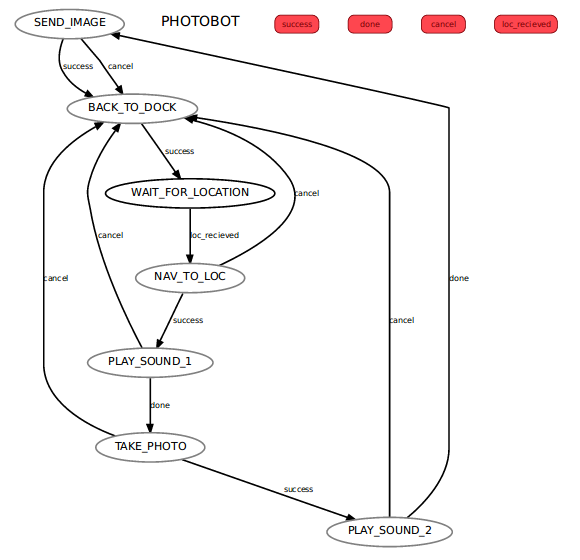 SEND_IMAGE
PHOTOBOT
success
done
cancel
loc_recieved
success
cancel
BACK_TO_DOCK
success
WAIT_FOR_LOCATION
cancel
cancel
loc_recieved
NAV_TO_LOC
cancel
done
success
cancel
PLAY_SOUND_1
done
TAKE_PHOTO
success
PLAY_SOUND_2